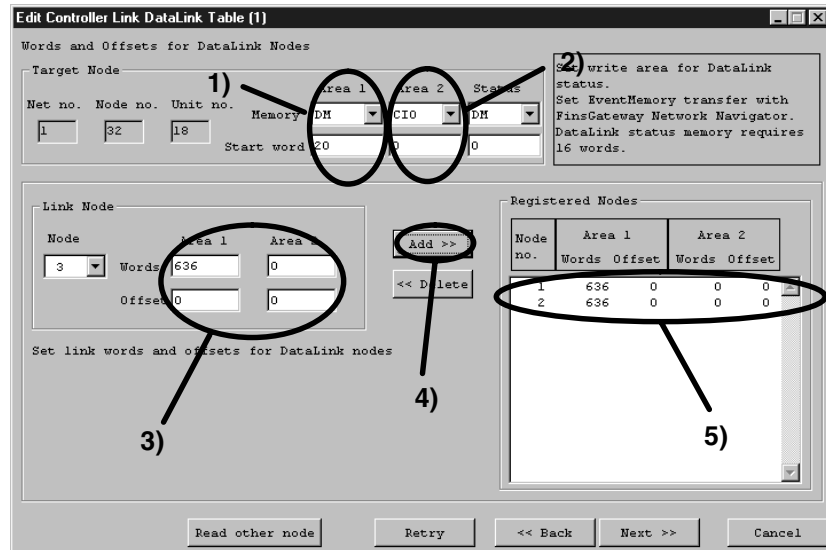 Edit Controller Link DataLink Table (1)
Words and Offsets for DataLink Nodes
Target Node
1)
2)
Area 1 Area 2 Status
Net no. Node no. Unit no.
Memory DM CIO DM
1 32 18
Start word 20 0 0
Set write area for DataLink
status.
Set EventMemory transfer with
FinsGateway Network Navigator.
DataLink status memory requires
16 words.
Link Node
Node Area 1 Area 2
3 Words 636 0
Offset 0 0
Set link words and offsets for DataLink nodes
3)
Add >>
<< Delete
4)
Registered Nodes
Node Area 1 Area 2
no. Words Offset Words Offset
1 636 0 0 0
2 636 0 0 0
5)
Read other node Retry << Back Next >> Cancel